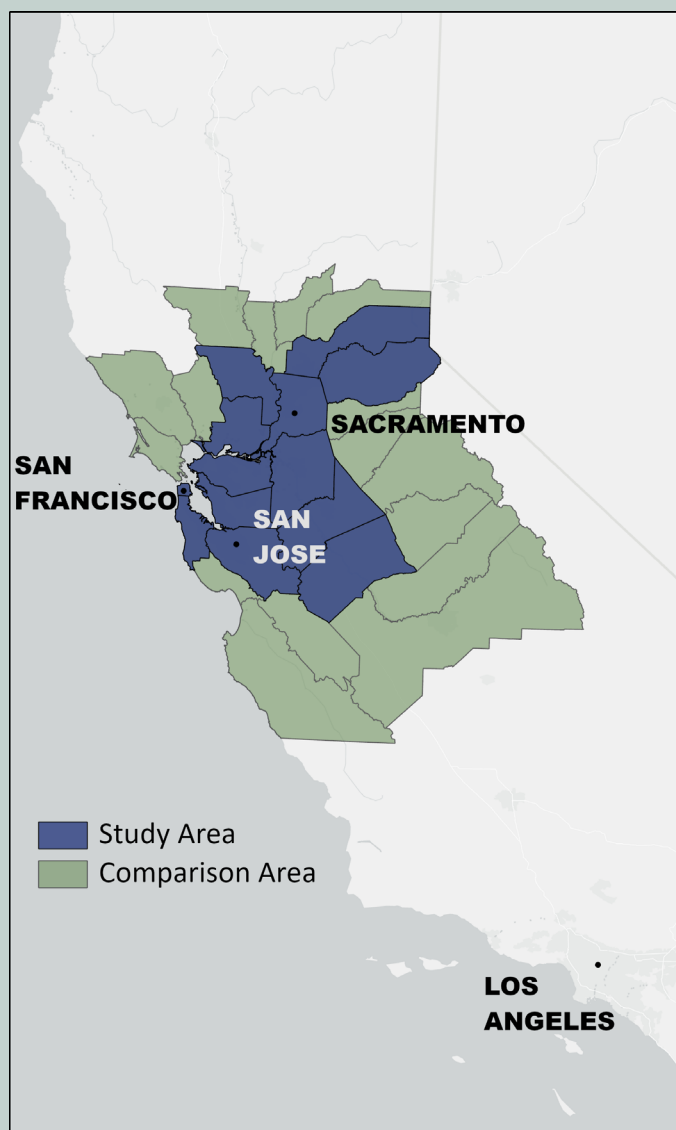 SACRAMENTO
SAN
FRANCISCO
SAN
JOSE
Study Area
Comparison Area
LOS
ANGELES